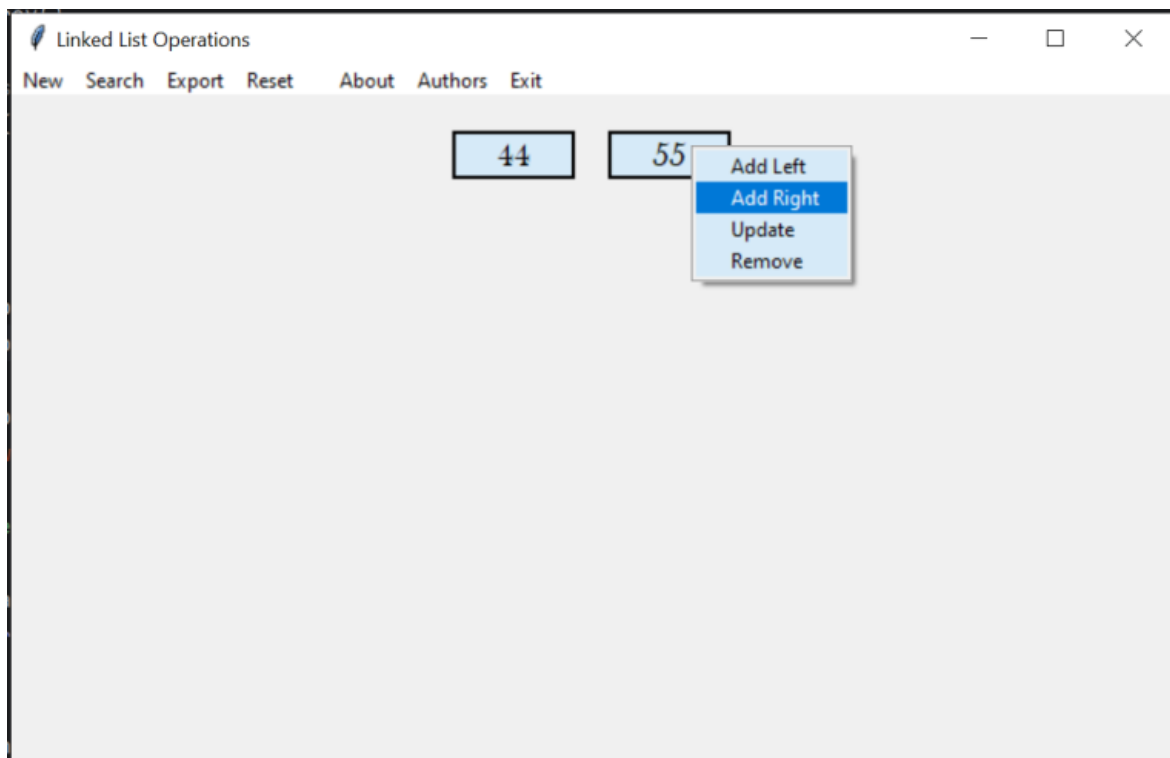 Linked List Operations
New Search Export Reset About Authors Exit
44 55
Add Left
Add Right
Update
Remove